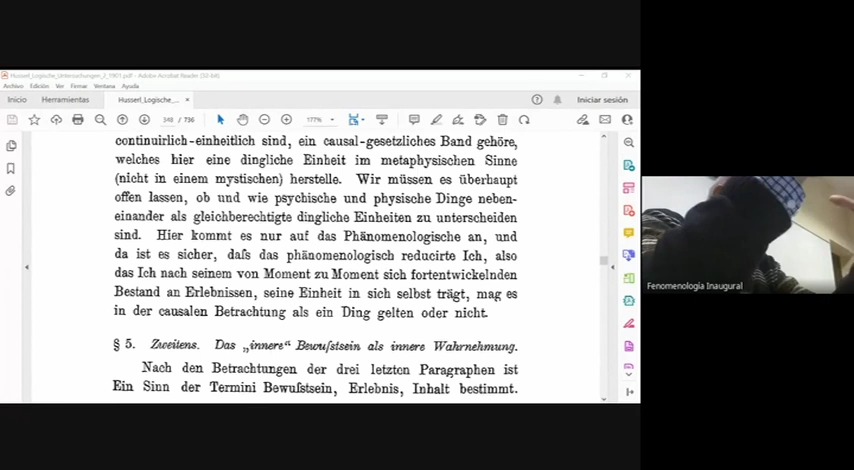 Husserl_Logische_Untersuchungen_2_1901.pdf - Adobe Acrobat Reader (32-bit)
Archivo Edición Ver Firmar Ventana Ayuda
Inicio Herramientas Husserl_Logische_... × Iniciar sesión
348 / 736 177%
continuirlich-einheitlich sind, ein causal-gesetzliches Band gehöre,
welches hier eine dingliche Einheit im metaphysischen Sinne
(nicht in einem mystischen) herstelle. Wir müssen es überhaupt
offen lassen, ob und wie psychische und physische Dinge neben-
einander als gleichberechtigte dingliche Einheiten zu unterscheiden
sind. Hier kommt es nur auf das Phänomenologische an, und
da ist es sicher, daſs das phänomenologisch reducirte Ich, also
das Ich nach seinem von Moment zu Moment sich fortentwickelnden
Bestand an Erlebnissen, seine Einheit in sich selbst trägt, mag es
in der causalen Betrachtung als ein Ding gelten oder nicht.
§ 5. Zweitens. Das „innere“ Bewuſstsein als innere Wahrnehmung.
Nach den Betrachtungen der drei letzton Paragraphen ist
Ein Sinn der Termini Bewuſstsein, Erlebnis, Inhalt bestimmt.
Fenomenología Inaugural